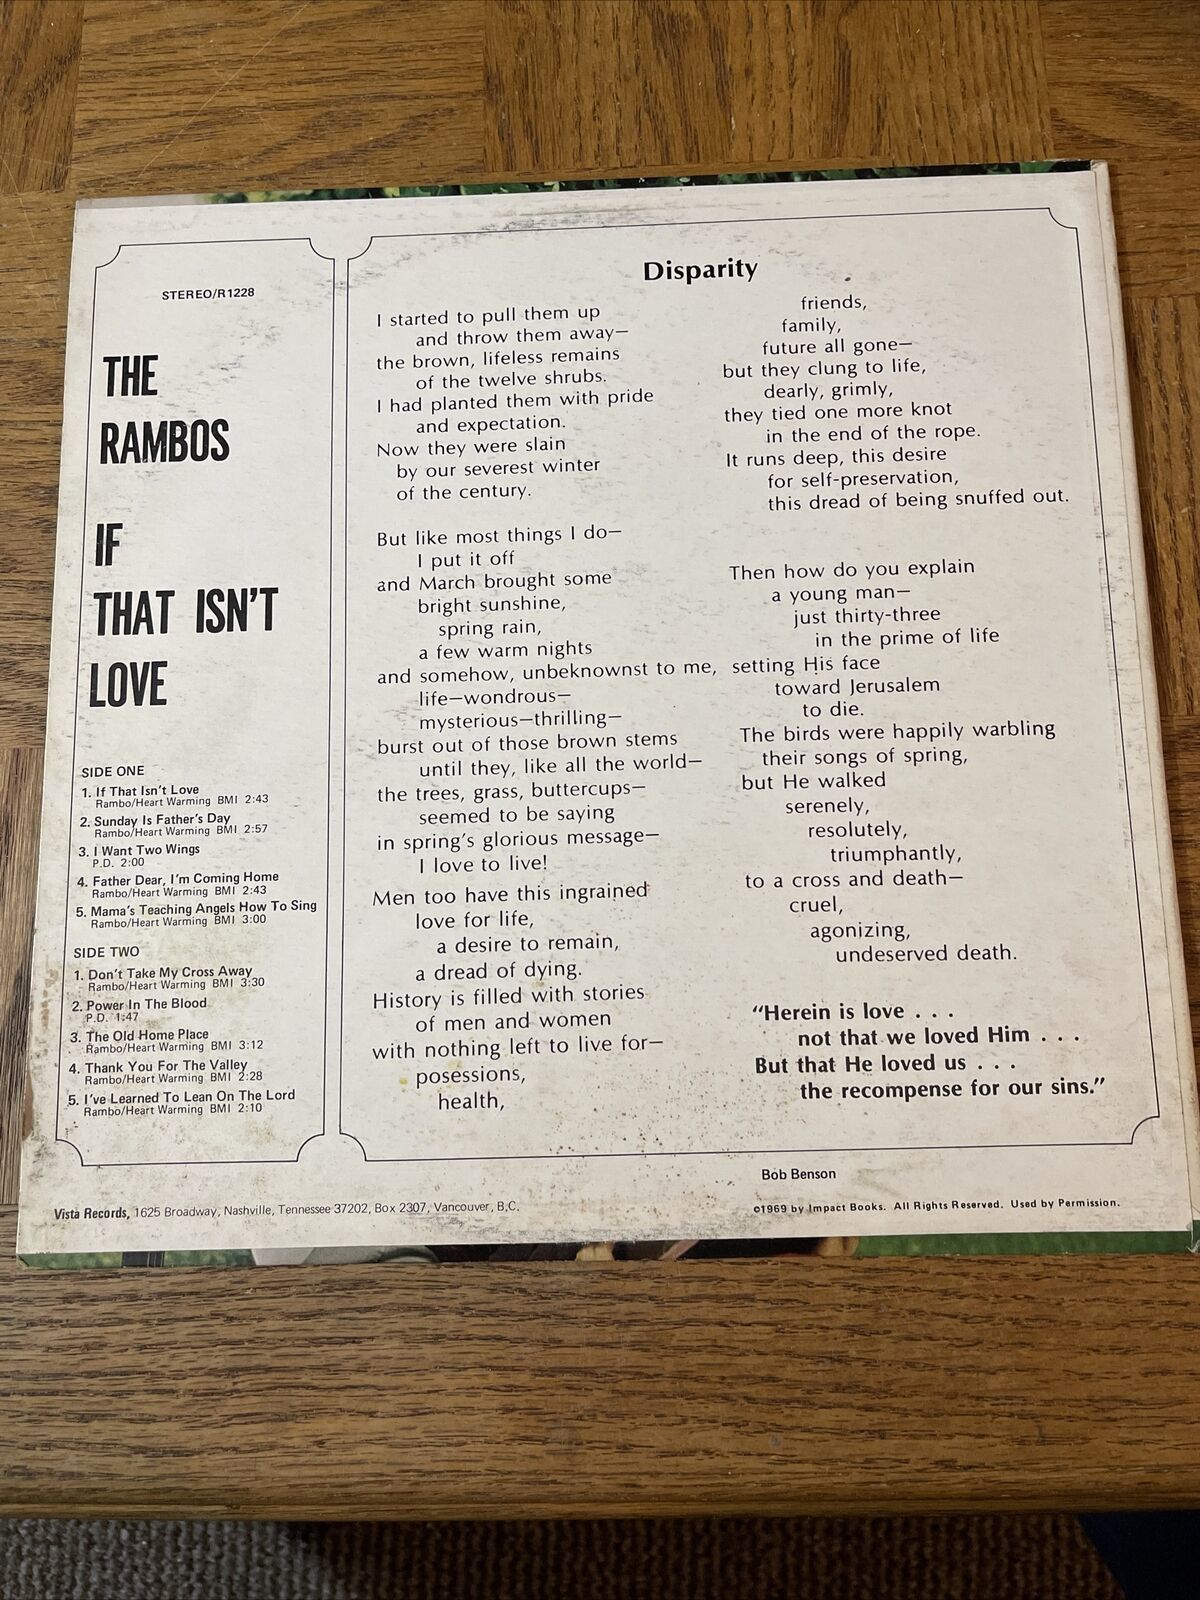 STEREO/R1228
THE
RAMBOS
IF
THAT ISN'T
LOVE
SIDE ONE
1. If That Isn't Love
Rambo/Heart Warming BMI 2:43
2. Sunday Is Father's Day
Rambo/Heart Warming BMI 2:57
3. I Want Two Wings
P.D. 2:00
4. Father Dear, I'm Coming Home
Rambo/Heart Warming BMI 2:43
5. Mama's Teaching Angels How To Sing
Rambo/Heart Warming BMI 3:00
SIDE TWO
1. Don't Take My Cross Away
Rambo/Heart Warming BMI 3:30
2. Power In The Blood
P.D. 1:47
3. The Old Home Place
Rambo/Heart Warming BMI 3:12
4. Thank You For The Valley
Rambo/Heart Warming BMI 2:28
5. I've Learned To Lean On The Lord
Rambo/Heart Warming BMI 2:10
Disparity
I started to pull them up
and throw them away—
the brown, lifeless remains
of the twelve shrubs.
I had planted them with pride
and expectation.
Now they were slain
by our severest winter
of the century.
But like most things I do—
I put it off
and March brought some
bright sunshine,
spring rain,
a few warm nights
and somehow, unbeknownst to me,
life—wondrous—
mysterious—thrilling—
burst out of those brown stems
until they, like all the world—
the trees, grass, buttercups—
seemed to be saying
in spring's glorious message—
I love to live!
Men too have this ingrained
love for life,
a desire to remain,
a dread of dying.
History is filled with stories
of men and women
with nothing left to live for—
posessions,
health,
friends,
family,
future all gone—
but they clung to life,
dearly, grimly,
they tied one more knot
in the end of the rope.
It runs deep, this desire
for self-preservation,
this dread of being snuffed out.
Then how do you explain
a young man—
just thirty-three
in the prime of life
setting His face
toward Jerusalem
to die.
The birds were happily warbling
their songs of spring,
but He walked
serenely,
resolutely,
triumphantly,
to a cross and death—
cruel,
agonizing,
undeserved death.
"Herein is love . . .
not that we loved Him . . .
But that He loved us . . .
the recompense for our sins."
Bob Benson
Vista Records, 1625 Broadway, Nashville, Tennessee 37202, Box 2307, Vancouver, B.C.
©1969 by Impact Books. All Rights Reserved. Used by Permission.